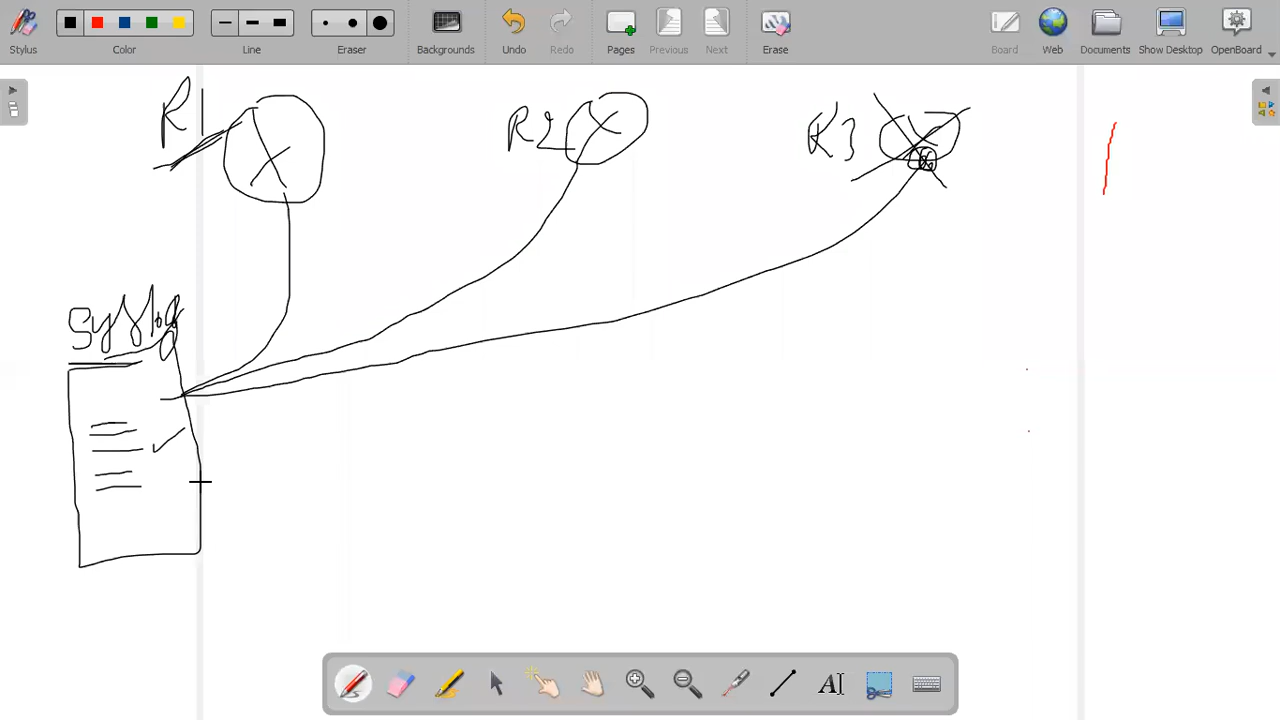 Stylus
Color
Line
Eraser
Backgrounds
Undo
Redo
Pages
Previous
Next
Erase
Board
Web
Documents
Show Desktop
OpenBoard
R1
R2
R3
Syslog